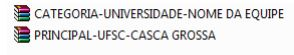 CATEGORIA-UNIVERSIDADE-NOME DA EQUIPE
PRINCIPAL-UFSC-CASCA GROSSA